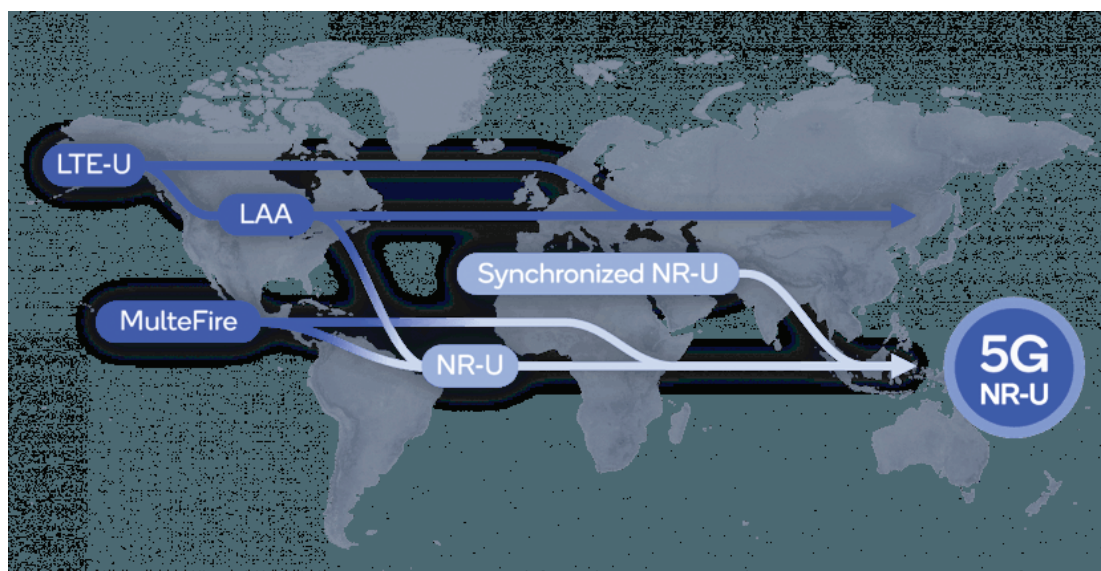 LTE-U
LAA
Synchronized NR-U
MulteFire
NR-U
5G
NR-U